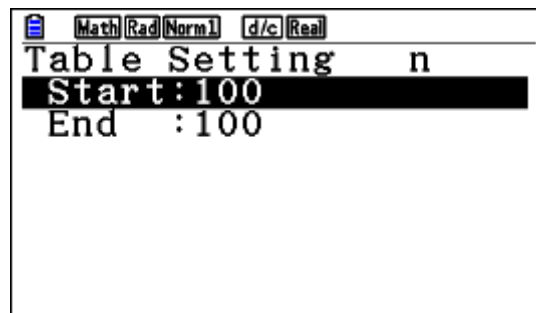 Math Rad Norm1 d/c Real
Table Setting n
Start:100
End :100